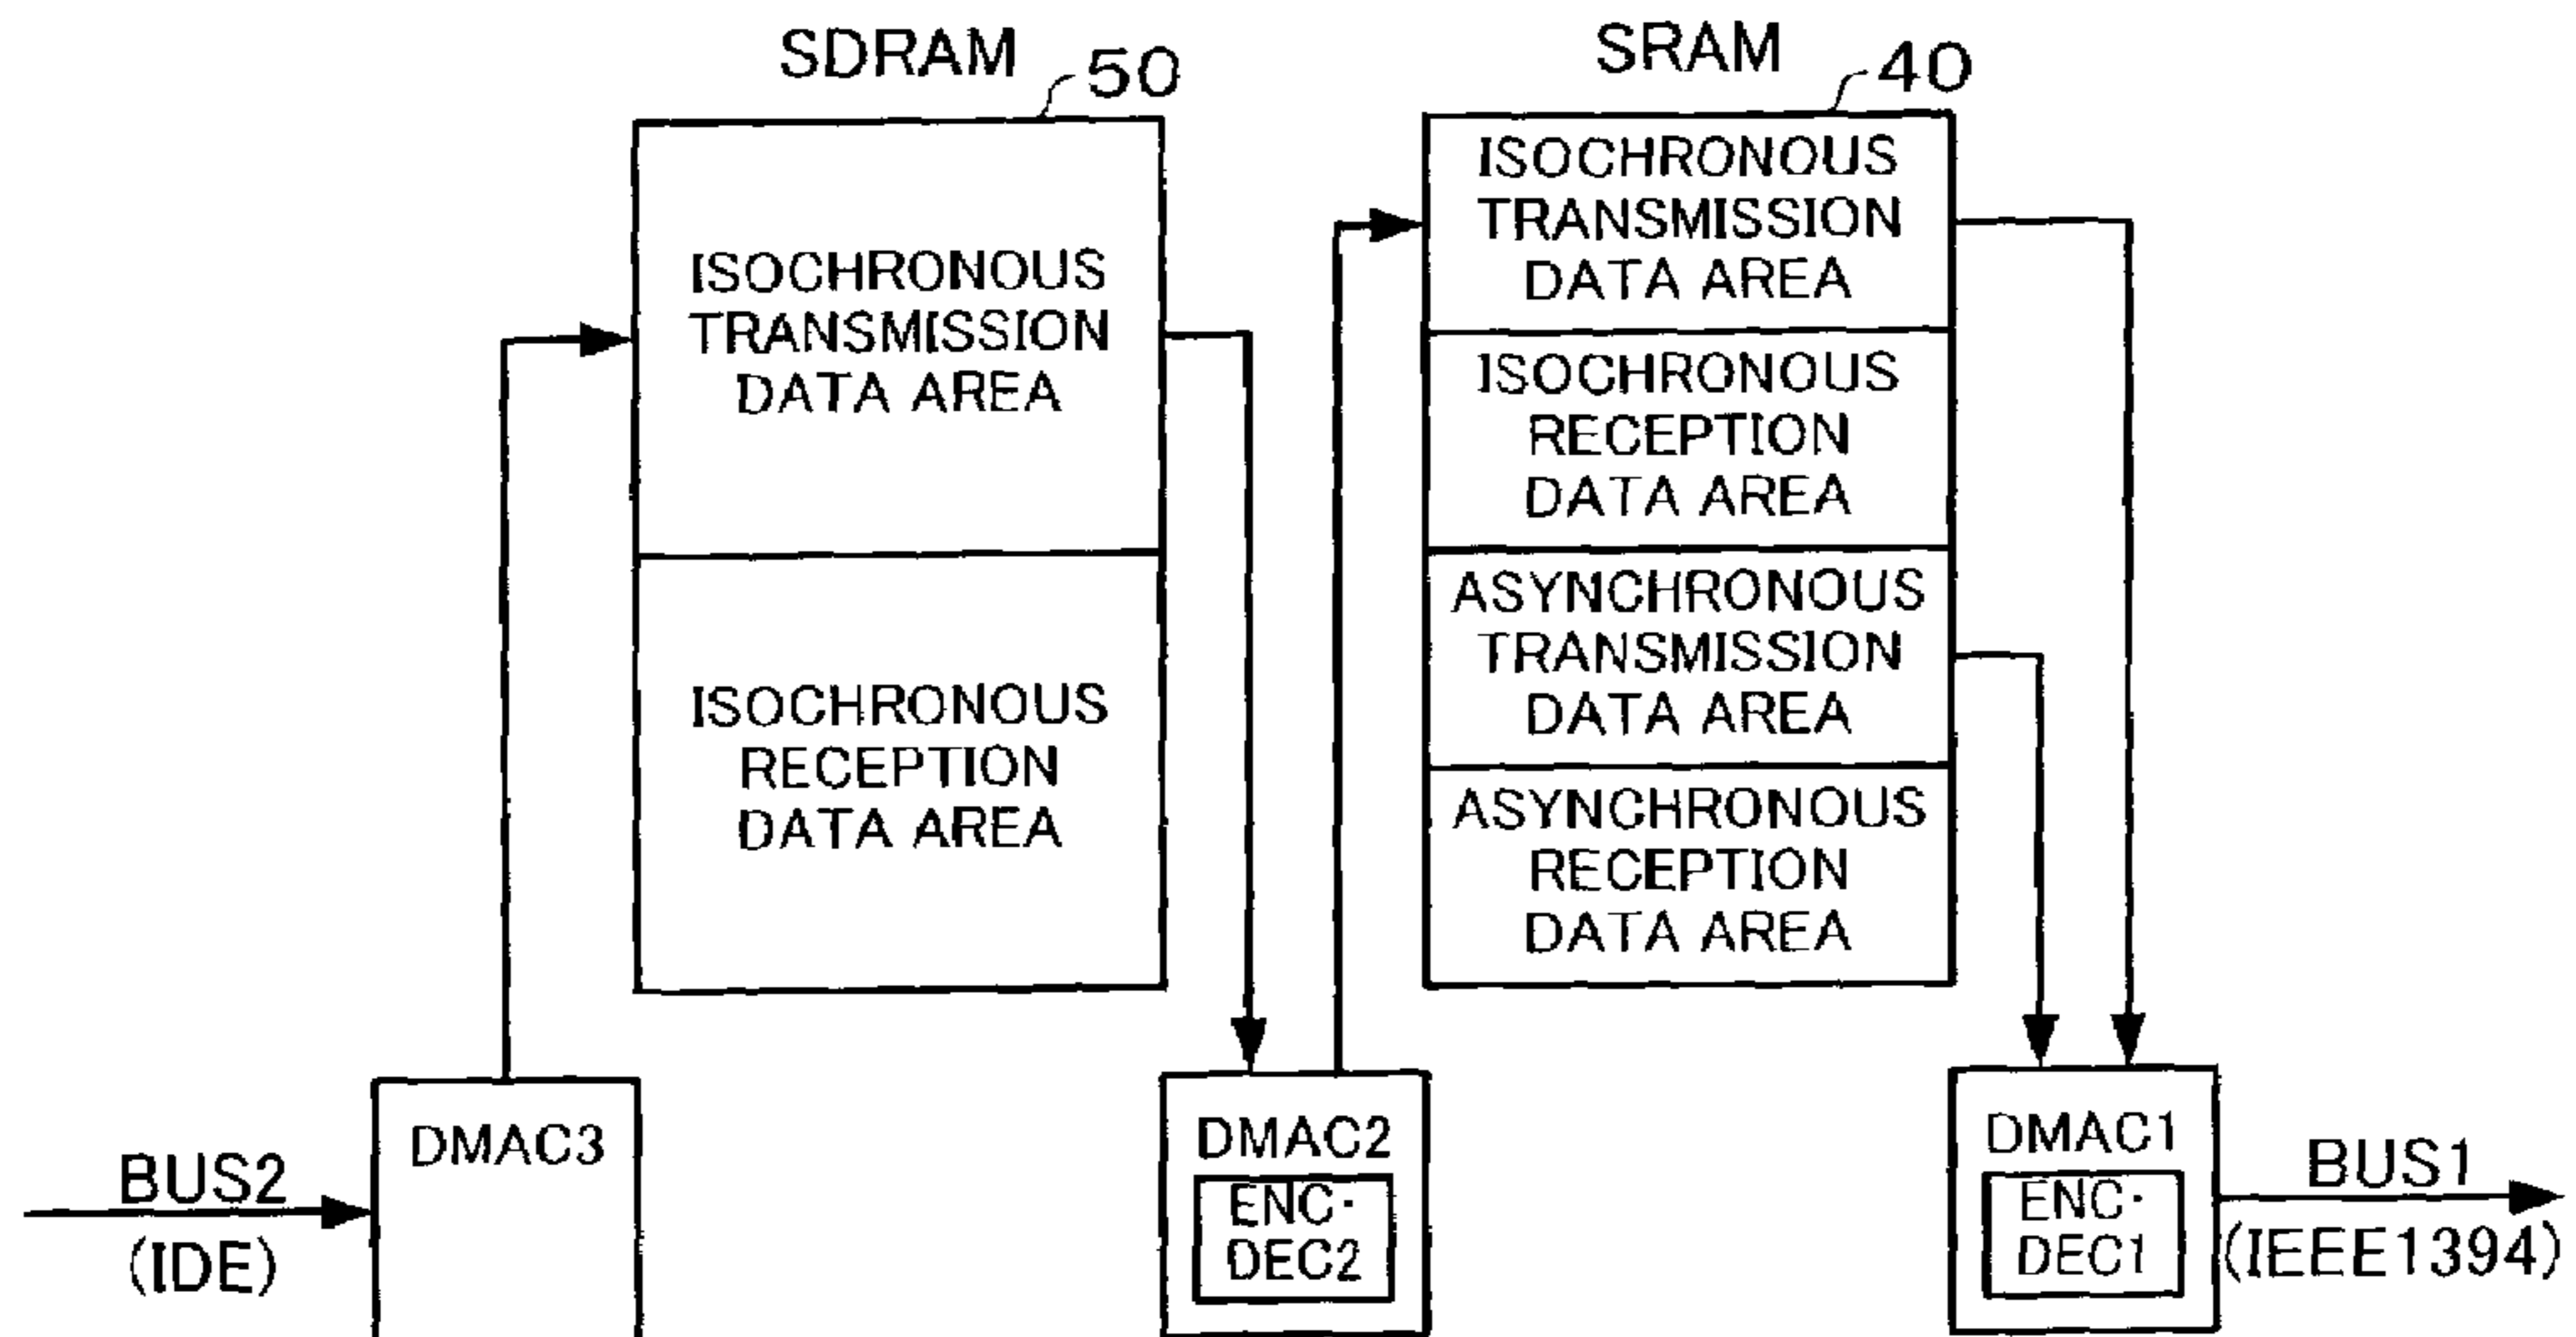 SDRAM
50
ISOCHRONOUS
TRANSMISSION
DATA AREA
ISOCHRONOUS
RECEPTION
DATA AREA
SRAM
40
ISOCHRONOUS
TRANSMISSION
DATA AREA
ISOCHRONOUS
RECEPTION
DATA AREA
ASYNCHRONOUS
TRANSMISSION
DATA AREA
ASYNCHRONOUS
RECEPTION
DATA AREA
BUS2
(IDE)
DMAC3
DMAC2
ENC·
DEC2
DMAC1
ENC·
DEC1
BUS1
(IEEE1394)